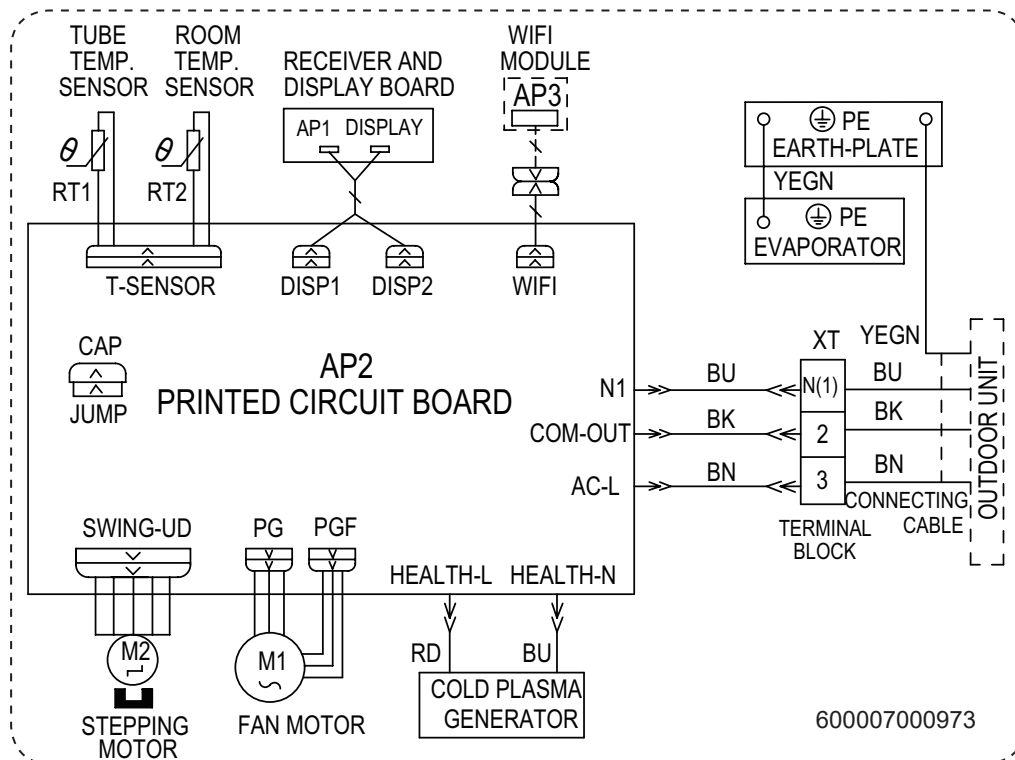 TUBE
TEMP.
SENSOR
ROOM
TEMP.
SENSOR
RECEIVER AND
DISPLAY BOARD
WIFI
MODULE
AP1 DISPLAY
AP3
PE
EARTH-PLATE
θ
RT1
θ
RT2
YEGN
PE
EVAPORATOR
T-SENSOR
DISP1
DISP2
WIFI
CAP
JUMP
AP2
PRINTED CIRCUIT BOARD
N1
BU
XT
N(1)
YEGN
BU
COM-OUT
BK
2
BK
AC-L
BN
3
BN
OUTDOOR UNIT
TERMINAL
BLOCK
CONNECTING
CABLE
SWING-UD
PG
PGF
HEALTH-L
HEALTH-N
M2
M1
RD
BU
STEPPING
MOTOR
FAN MOTOR
COLD PLASMA
GENERATOR
600007000973